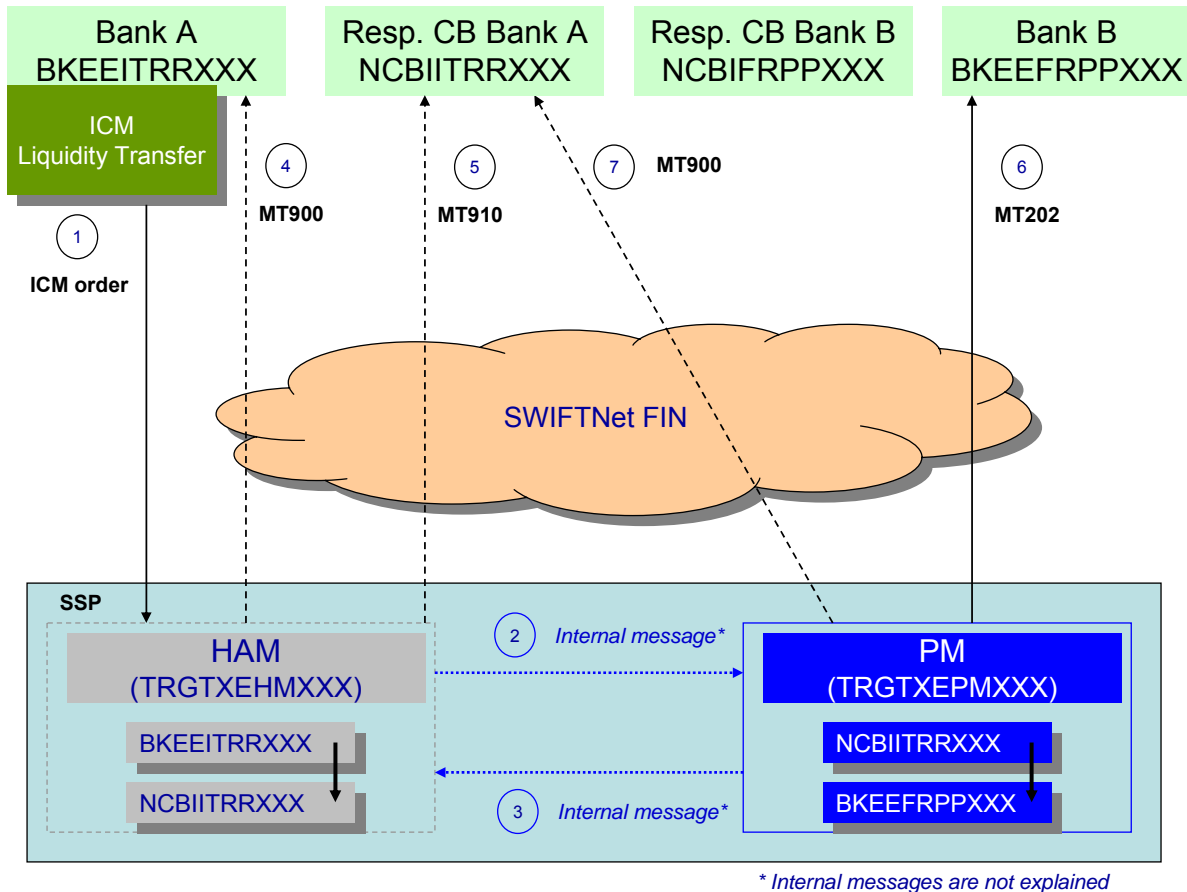 Bank A
BKEEITRRXXX
Resp. CB Bank A
NCBIITRRXXX
Resp. CB Bank B
NCBIFRPPXXX
Bank B
BKEEFRPPXXX
ICM
Liquidity Transfer
1
ICM order
4
MT900
5
MT910
7
MT900
6
MT202
SWIFTNet FIN
SSP
HAM
(TRGTXEHMXXX)
BKEEITRRXXX
NCBIITRRXXX
2
Internal message*
3
Internal message*
PM
(TRGTXEPMXXX)
NCBIITRRXXX
BKEEFRPPXXX
* Internal messages are not explained